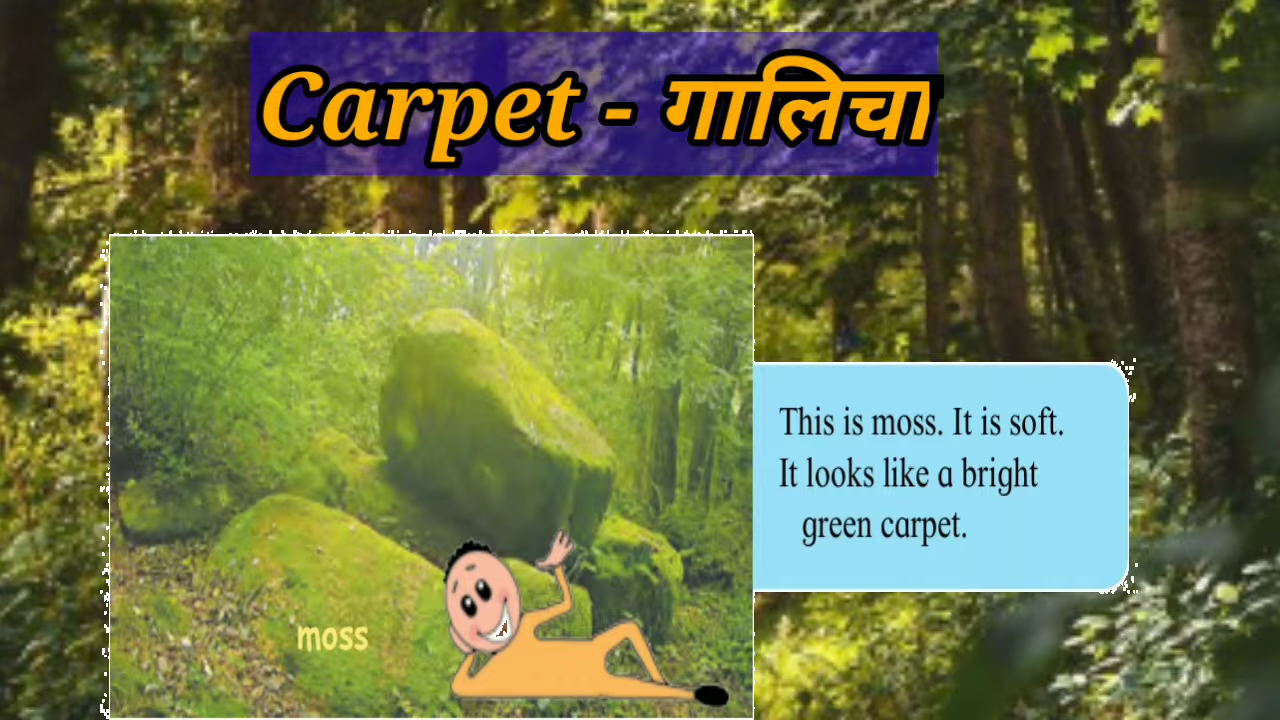 Carpet - गालिचा
This is moss. It is soft.
It looks like a bright
green carpet.
moss